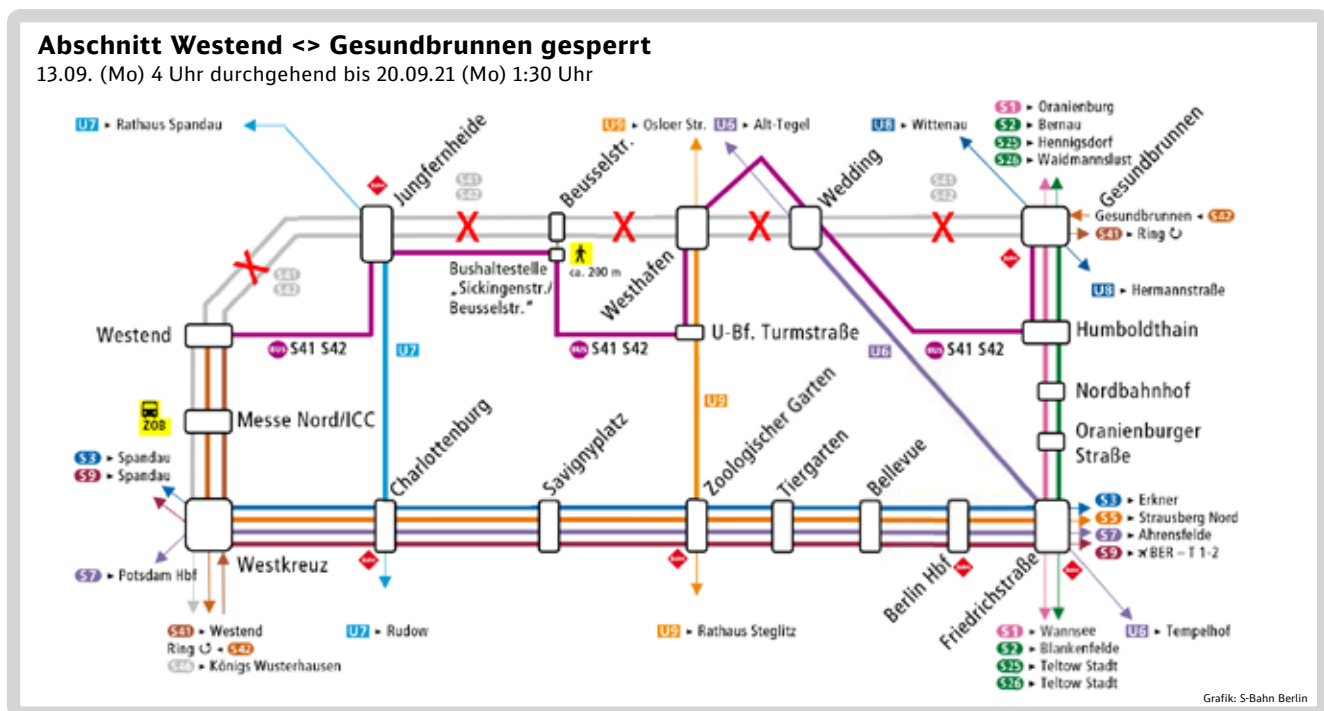 Abschnitt Westend <> Gesundbrunnen gesperrt
13.09. (Mo) 4 Uhr durchgehend bis 20.09.21 (Mo) 1:30 Uhr
U7 ▸ Rathaus Spandau
Jungfernheide
Beusselstr.
U9 ▸ Osloer Str.
U6 ▸ Alt-Tegel
Wedding
U8 ▸ Wittenau
S1 ▸ Oranienburg
S2 ▸ Bernau
S25 ▸ Hennigsdorf
S26 ▸ Waidmannslust
Gesundbrunnen
S41
S42
S41
S42
Gesundbrunnen ◂ S42
S41 ▸ Ring ↻
U8 ▸ Hermannstraße
S41
S42
Bushaltestelle
„Sickingenstr./
Beusselstr."
ca. 200 m
Westhafen
Westend
BUS S41 S42
U7
BUS S41 S42
U-Bf. Turmstraße
U6
BUS S41 S42
Humboldthain
Nordbahnhof
Oranienburger
Straße
ZOB
Messe Nord/ICC
U9
Charlottenburg
Savignyplatz
Zoologischer Garten
Tiergarten
Bellevue
S3 ▸ Spandau
S9 ▸ Spandau
S7 ▸ Potsdam Hbf
Westkreuz
Berlin Hbf
Friedrichstraße
S3 ▸ Erkner
S5 ▸ Strausberg Nord
S7 ▸ Ahrensfelde
S9 ▸ BER – T 1-2
S41 ▸ Westend
Ring ↺ ◂ S42
S46 ▸ Königs Wusterhausen
U7 ▸ Rudow
U9 ▸ Rathaus Steglitz
S1 ▸ Wannsee
S2 ▸ Blankenfelde
S25 ▸ Teltow Stadt
S26 ▸ Teltow Stadt
U6 ▸ Tempelhof
Grafik: S-Bahn Berlin